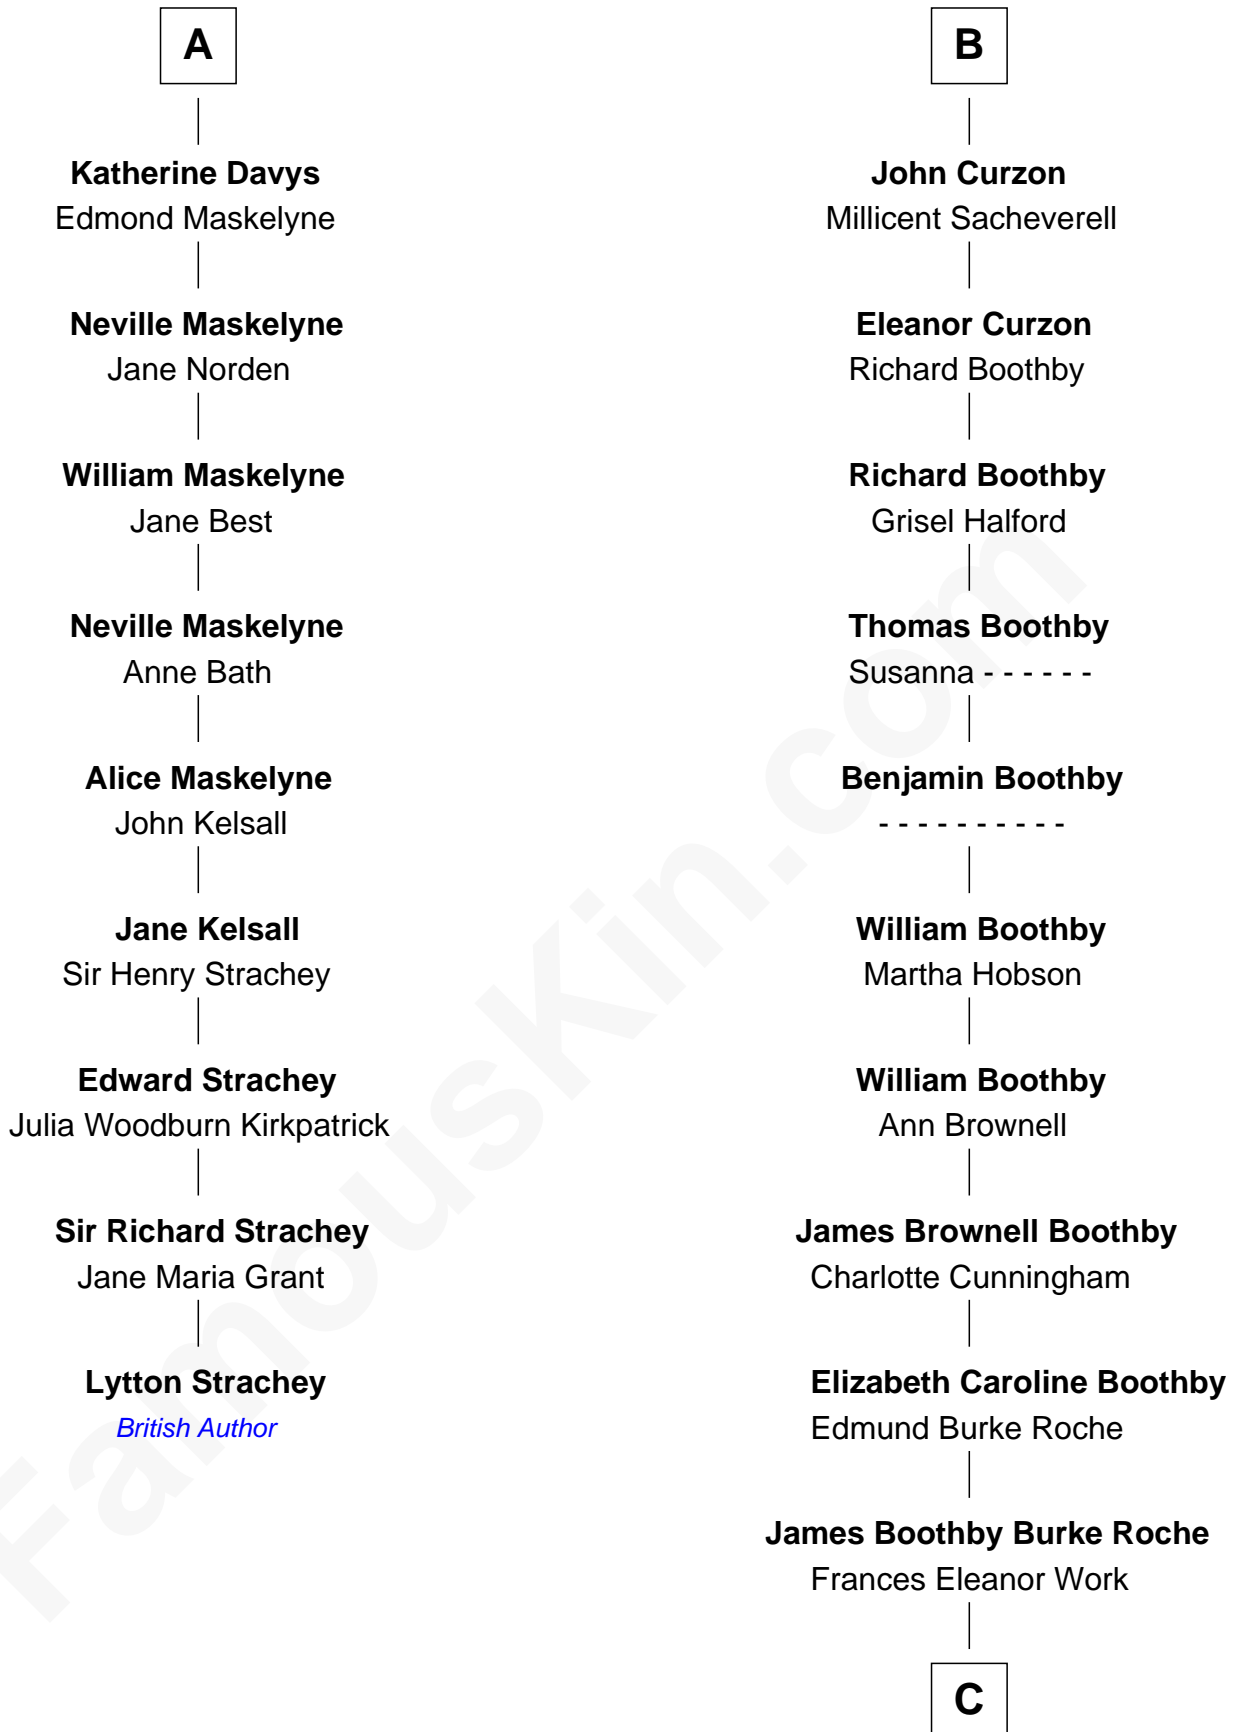 A
Katherine Davys
Edmond Maskelyne
Neville Maskelyne
Jane Norden
William Maskelyne
Jane Best
Neville Maskelyne
Anne Bath
Alice Maskelyne
John Kelsall
Jane Kelsall
Sir Henry Strachey
Edward Strachey
Julia Woodburn Kirkpatrick
Sir Richard Strachey
Jane Maria Grant
Lytton Strachey
British Author
B
John Curzon
Millicent Sacheverell
Eleanor Curzon
Richard Boothby
Richard Boothby
Grisel Halford
Thomas Boothby
Susanna - - - - - -
Benjamin Boothby
- - - - - - - - - -
William Boothby
Martha Hobson
William Boothby
Ann Brownell
James Brownell Boothby
Charlotte Cunningham
Elizabeth Caroline Boothby
Edmund Burke Roche
James Boothby Burke Roche
Frances Eleanor Work
C
FamousKin.com